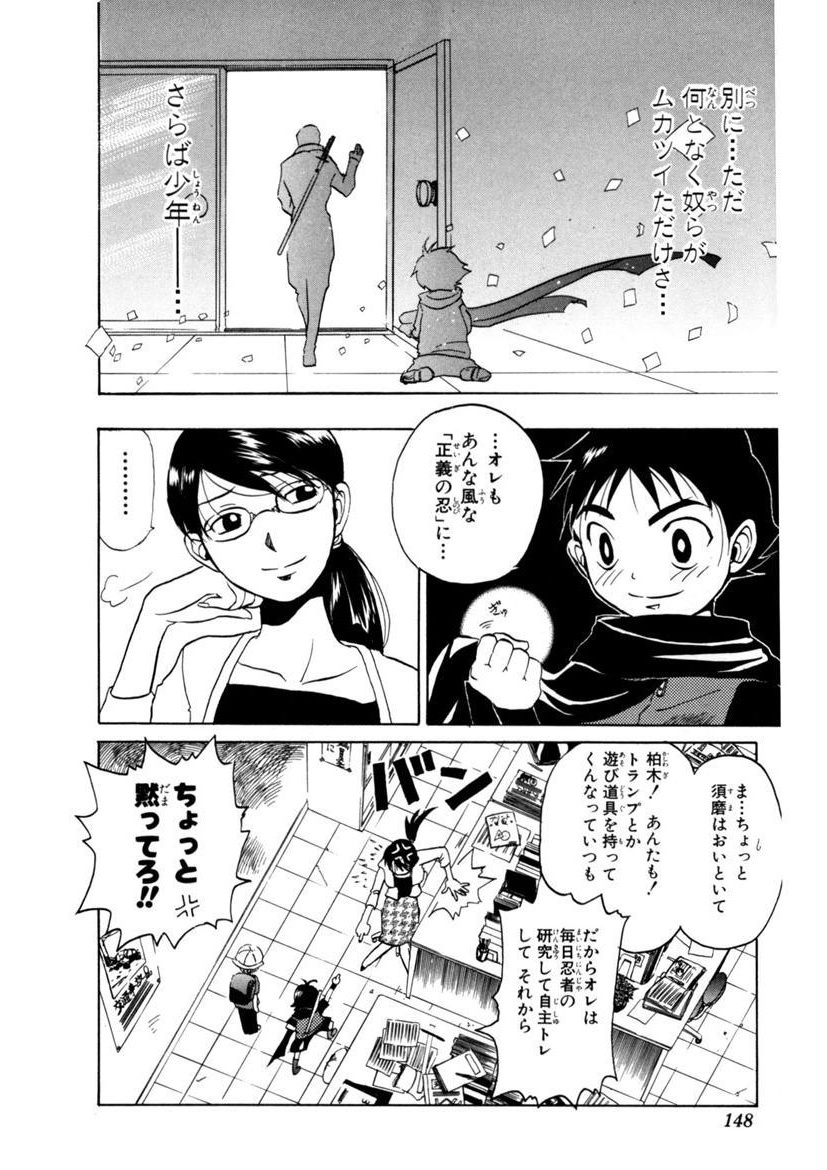 別に…ただ
何となく奴らが
ムカツイただけさ…
さらば少年――…
…オレも
あんな風な
「正義の忍」に…
ぎゅ
………
ま…ちょっと
須磨はおいといて
柏木！あんたも！
トランプとか
遊び道具を持って
くんなっていつも
だからオレは
毎日忍者の
研究して自主トレ
して それから
バン
ちょっと
黙ってろ!!
148